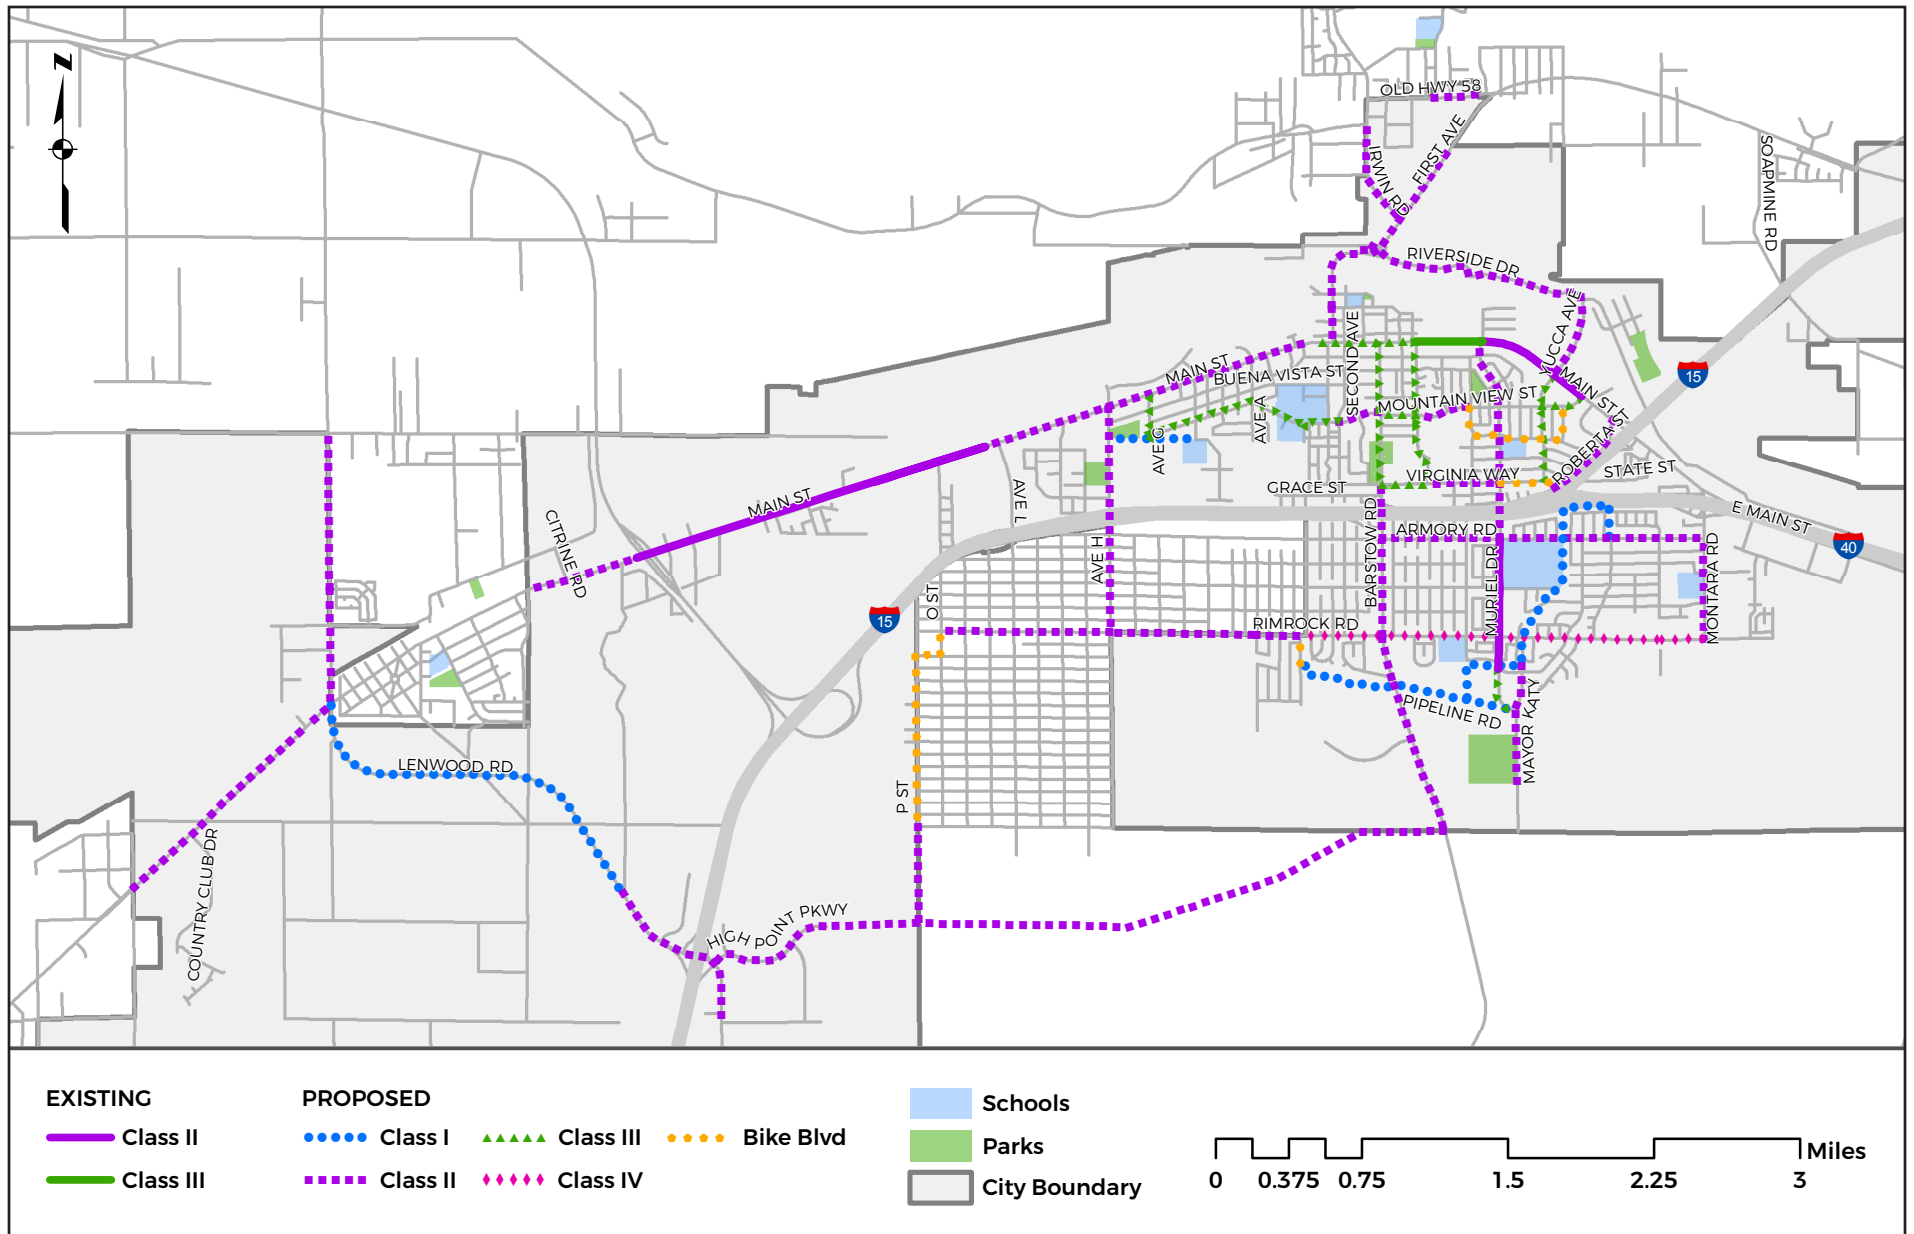 Z
OLD HWY 58
FIRST AVE
IRWIN RD
SOAPMINE RD
RIVERSIDE DR
YUCCA AVE
SECOND AVE
MAIN ST
BUENA VISTA ST
MAIN ST
15
MOUNTAIN VIEW ST
AVE A
AVE G
ROBERTA ST
VIRGINIA WAY
STATE ST
GRACE ST
MAIN ST
AVE L
CITRINE RD
BARSTOW RD
ARMORY RD
E MAIN ST
40
AVE H
MURIEL DR
MONTARA RD
O ST
15
RIMROCK RD
PIPELINE RD
MAYOR KATY
LENWOOD RD
P ST
COUNTRY CLUB DR
HIGH POINT PKWY
EXISTING
Class II
Class III
PROPOSED
Class I
Class II
Class III
Class IV
Bike Blvd
Schools
Parks
City Boundary
Miles
0 0.375 0.75 1.5 2.25 3